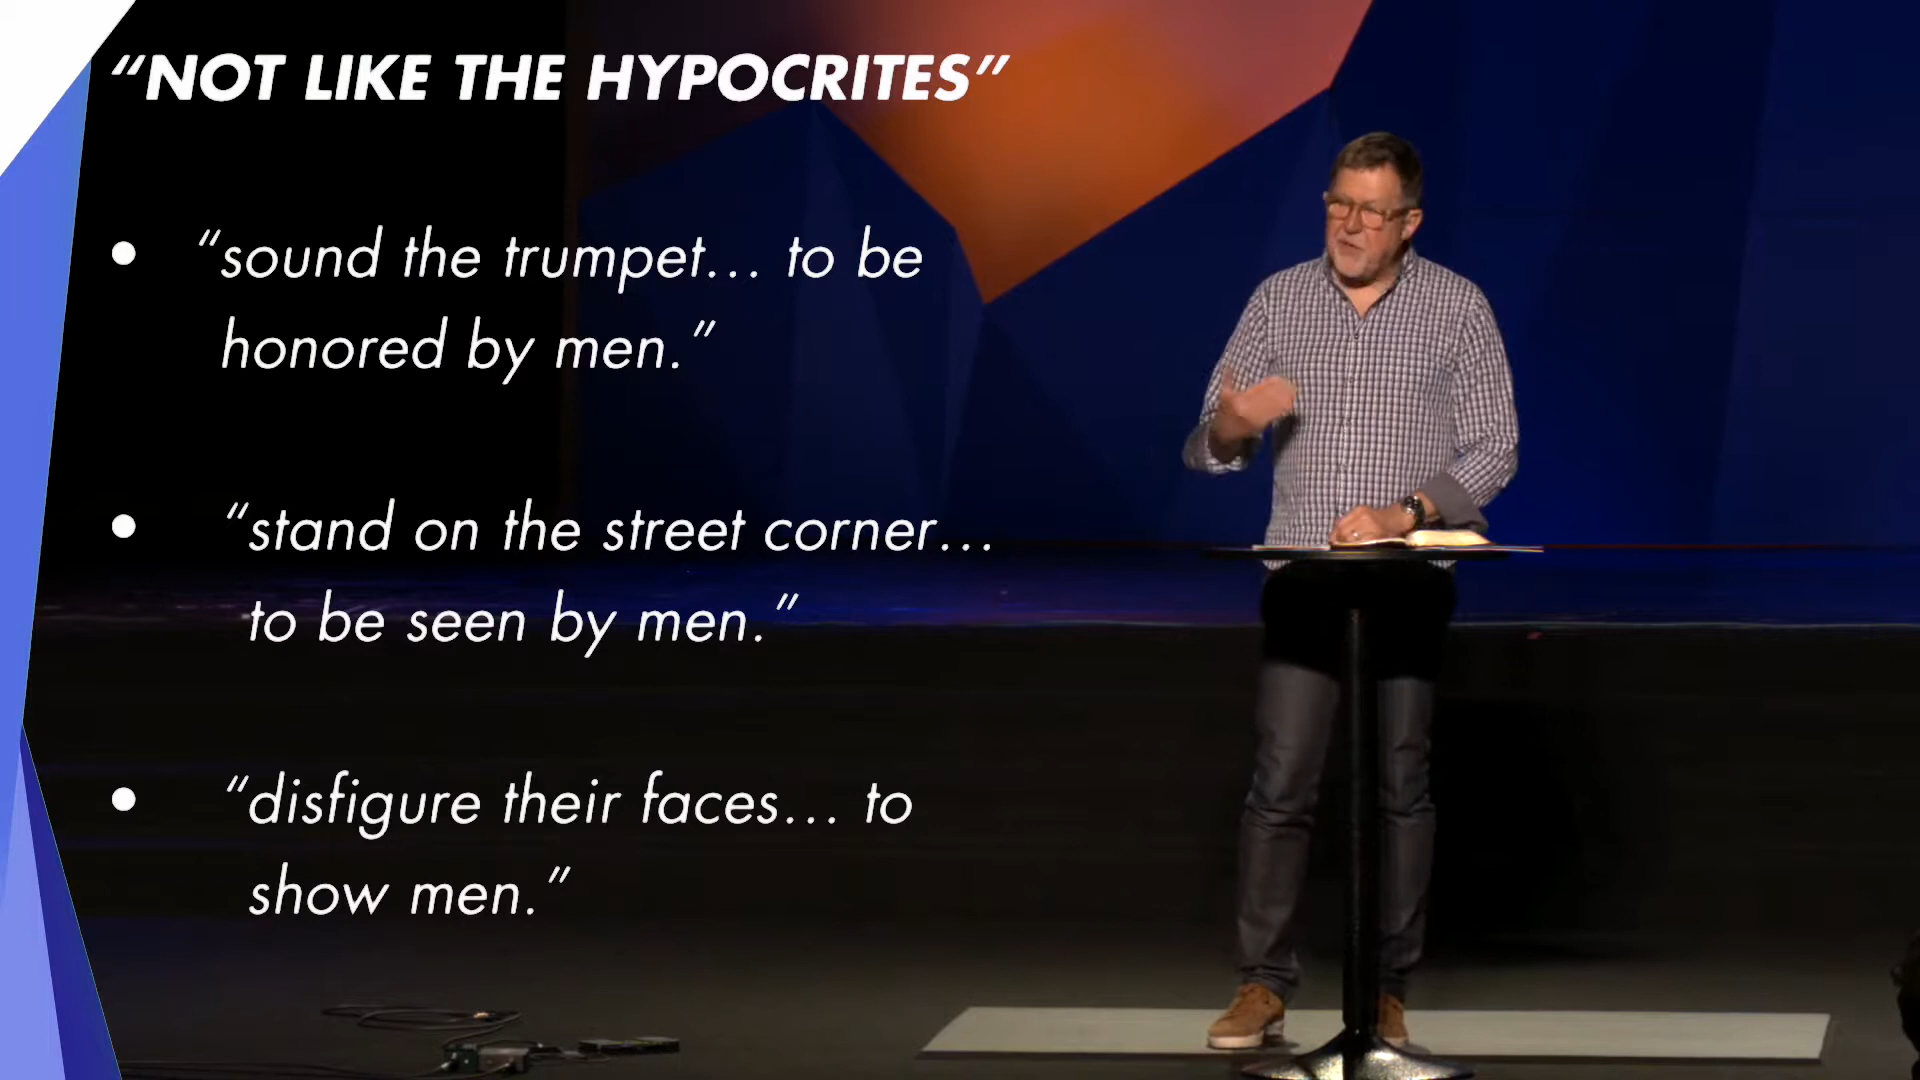 “NOT LIKE THE HYPOCRITES”
• “sound the trumpet... to be
honored by men.”
• “stand on the street corner...
to be seen by men.”
• “disfigure their faces... to
show men.”